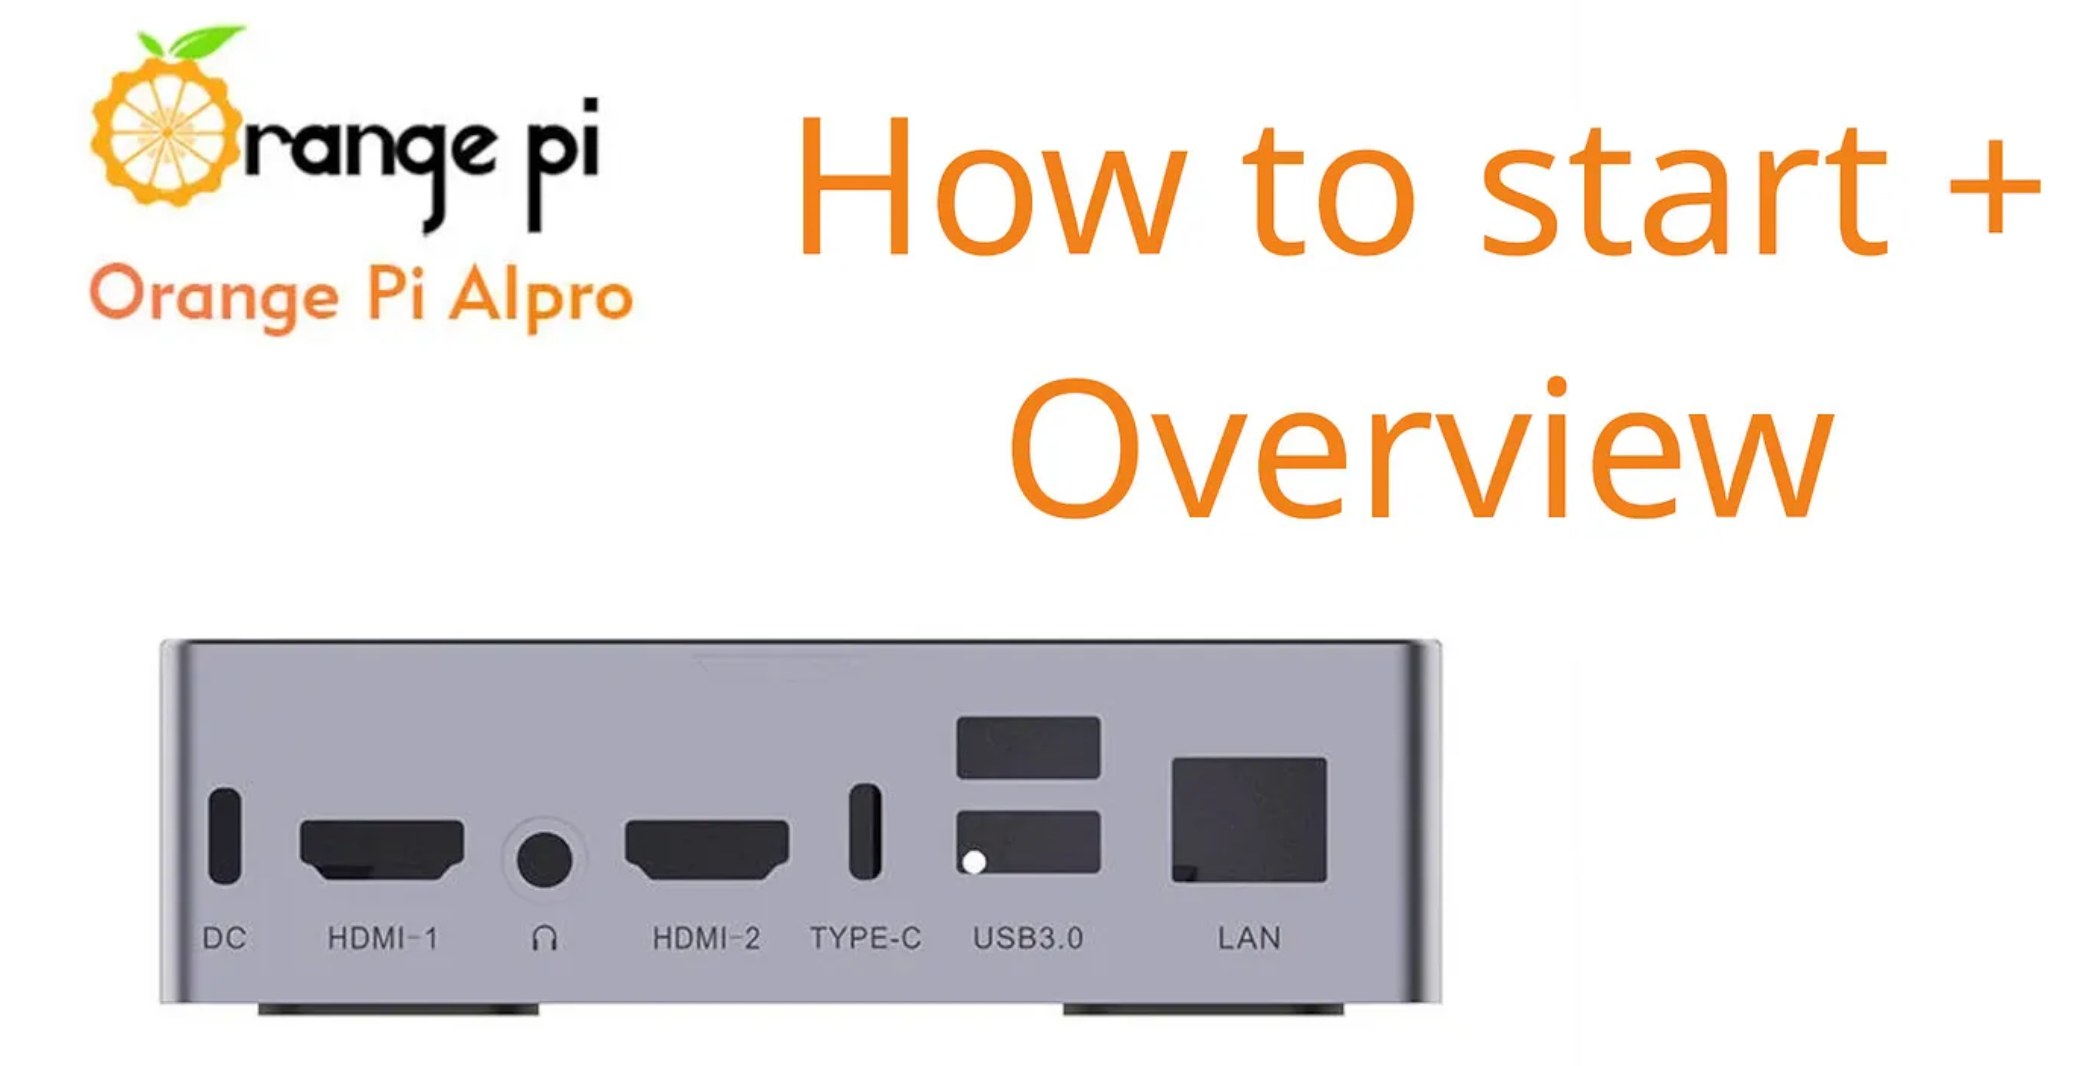 Orange pi
Orange Pi AIpro
How to start +
Overview
DC
HDMI-1
HDMI-2
TYPE-C
USB3.0
LAN